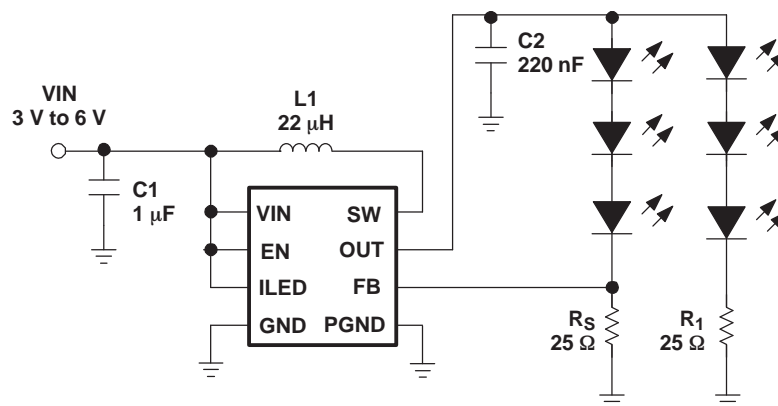 C2
220 nF
VIN
3 V to 6 V
L1
22 μH
C1
1 μF
VIN
SW
EN
OUT
ILED
FB
GND
PGND
RS
25 Ω
R1
25 Ω